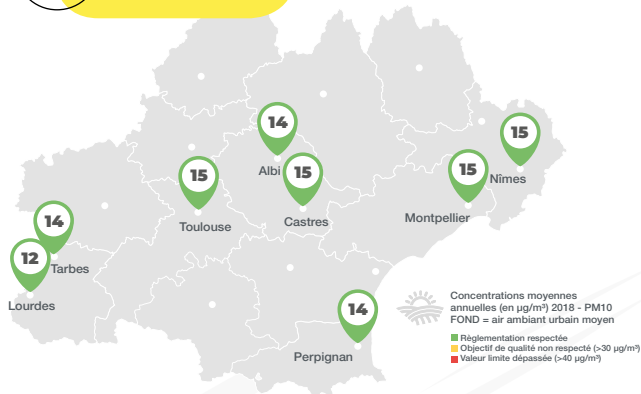 14
Albi
15
Castres
15
Toulouse
15
Montpellier
15
Nîmes
14
Tarbes
12
Lourdes
14
Perpignan
Concentrations moyennes
annuelles (en µg/m³) 2018 - PM10
FOND = air ambiant urbain moyen
Règlementation respectée
Objectif de qualité non respecté (>30 µg/m³)
Valeur limite dépassée (>40 µg/m³)